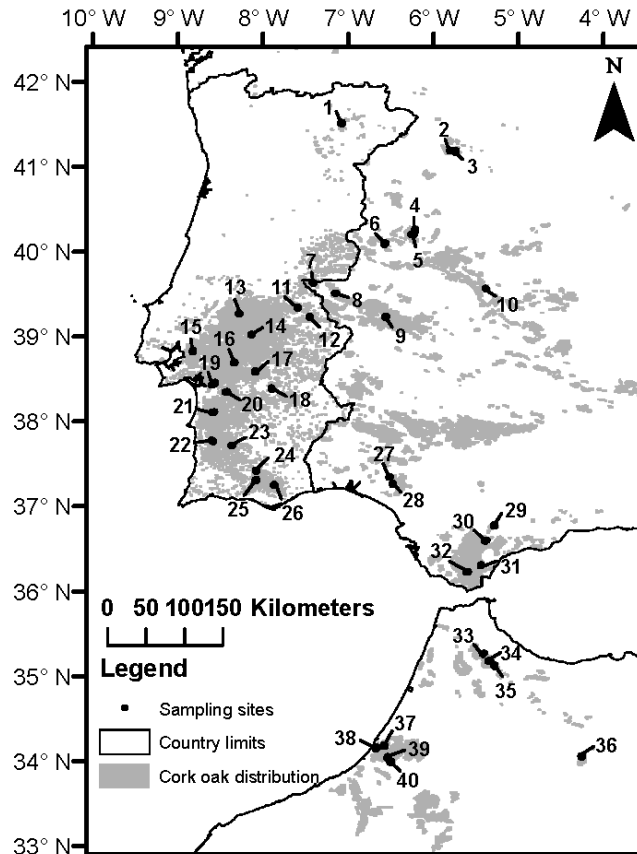 10° W 9° W 8° W 7° W 6° W 5° W 4° W
42° N
41° N
40° N
39° N
38° N
37° N
36° N
35° N
34° N
33° N
N
1
2
3
4
5
6
7
8
9
10
11
12
13
14
15
16
17
18
19
20
21
22
23
24
25
26
27
28
29
30
31
32
33
34
35
36
37
38
39
40
0 50 100 150 Kilometers
Legend
Sampling sites
Country limits
Cork oak distribution